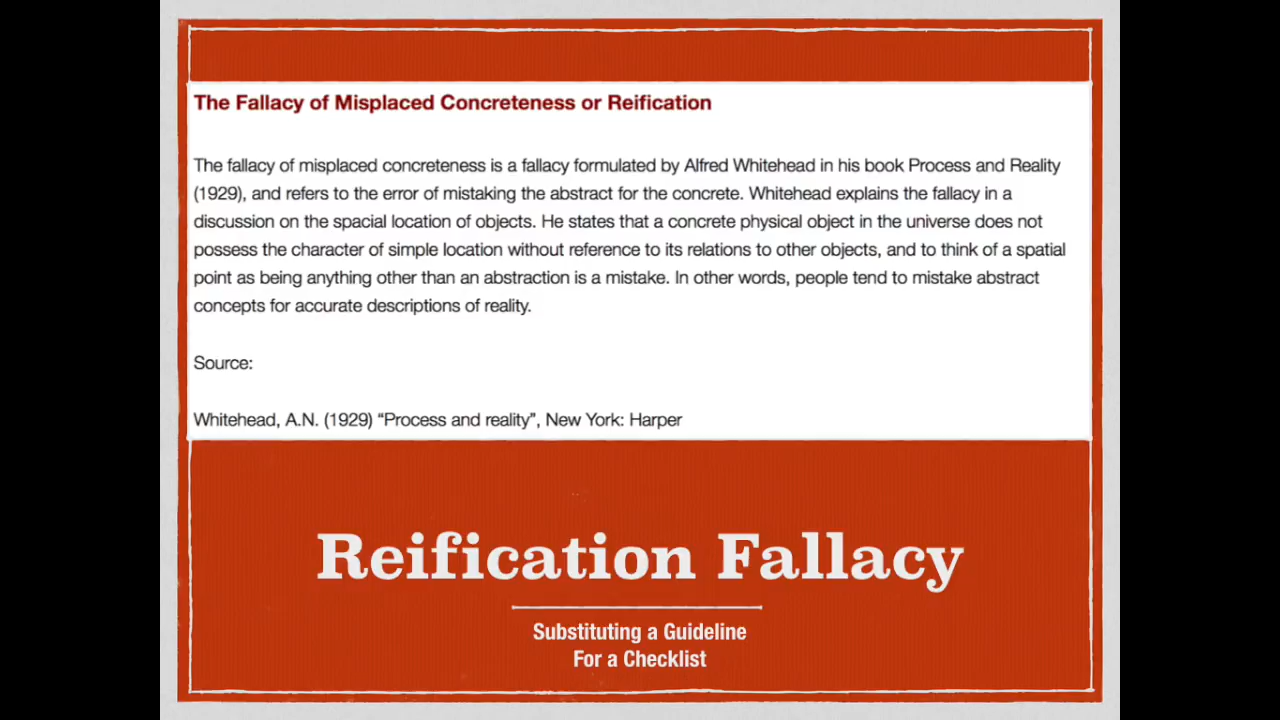 The Fallacy of Misplaced Concreteness or Reification
The fallacy of misplaced concreteness is a fallacy formulated by Alfred Whitehead in his book Process and Reality
(1929), and refers to the error of mistaking the abstract for the concrete. Whitehead explains the fallacy in a
discussion on the spacial location of objects. He states that a concrete physical object in the universe does not
possess the character of simple location without reference to its relations to other objects, and to think of a spatial
point as being anything other than an abstraction is a mistake. In other words, people tend to mistake abstract
concepts for accurate descriptions of reality.
Source:
Whitehead, A.N. (1929) “Process and reality”, New York: Harper
Reification Fallacy
Substituting a Guideline
For a Checklist